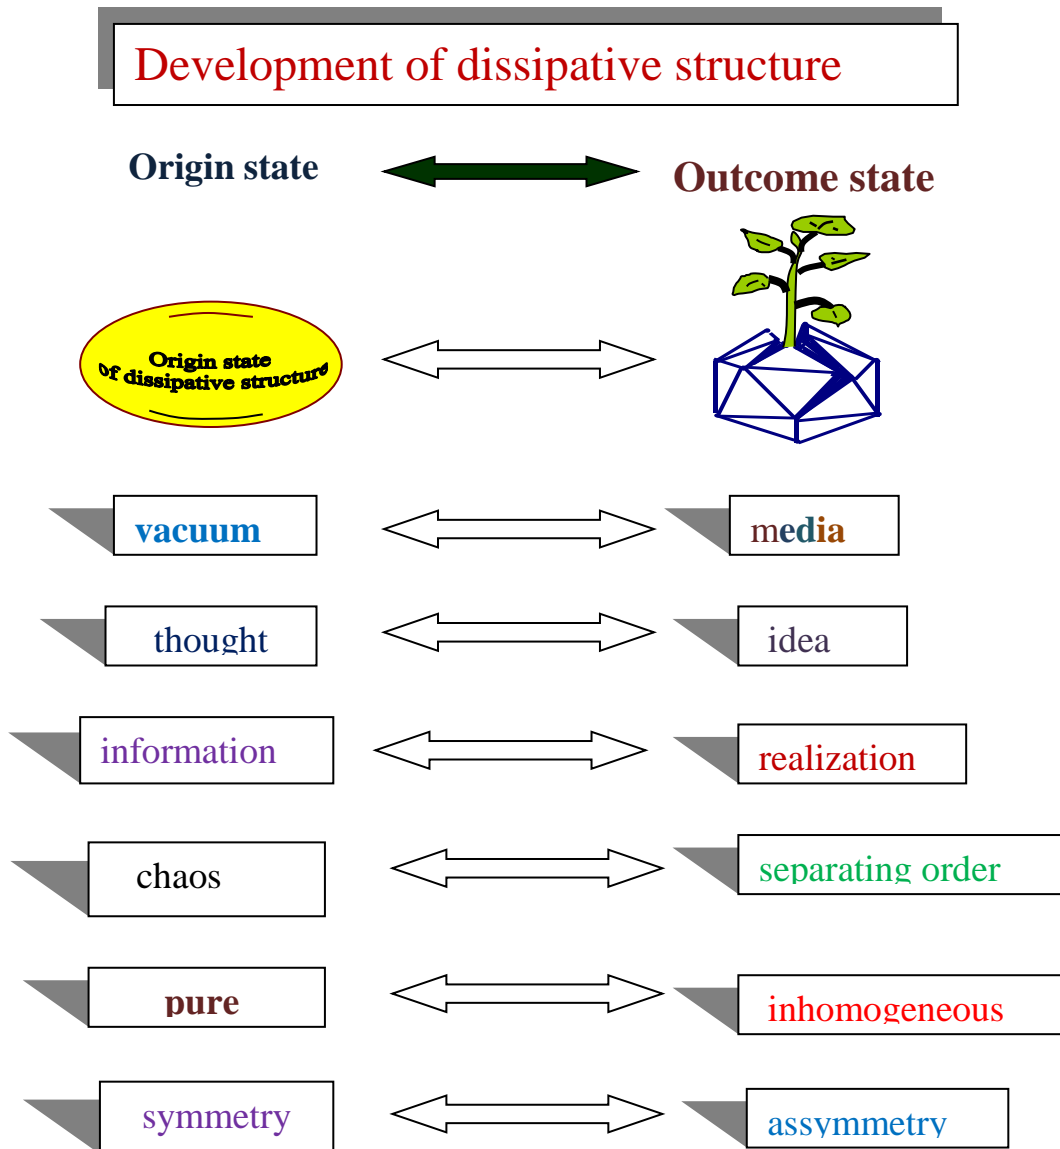 Development of dissipative structure
Origin state
Outcome state
Origin state
of dissipative structure
vacuum
media
thought
idea
information
realization
chaos
separating order
pure
inhomogeneous
symmetry
assymmetry